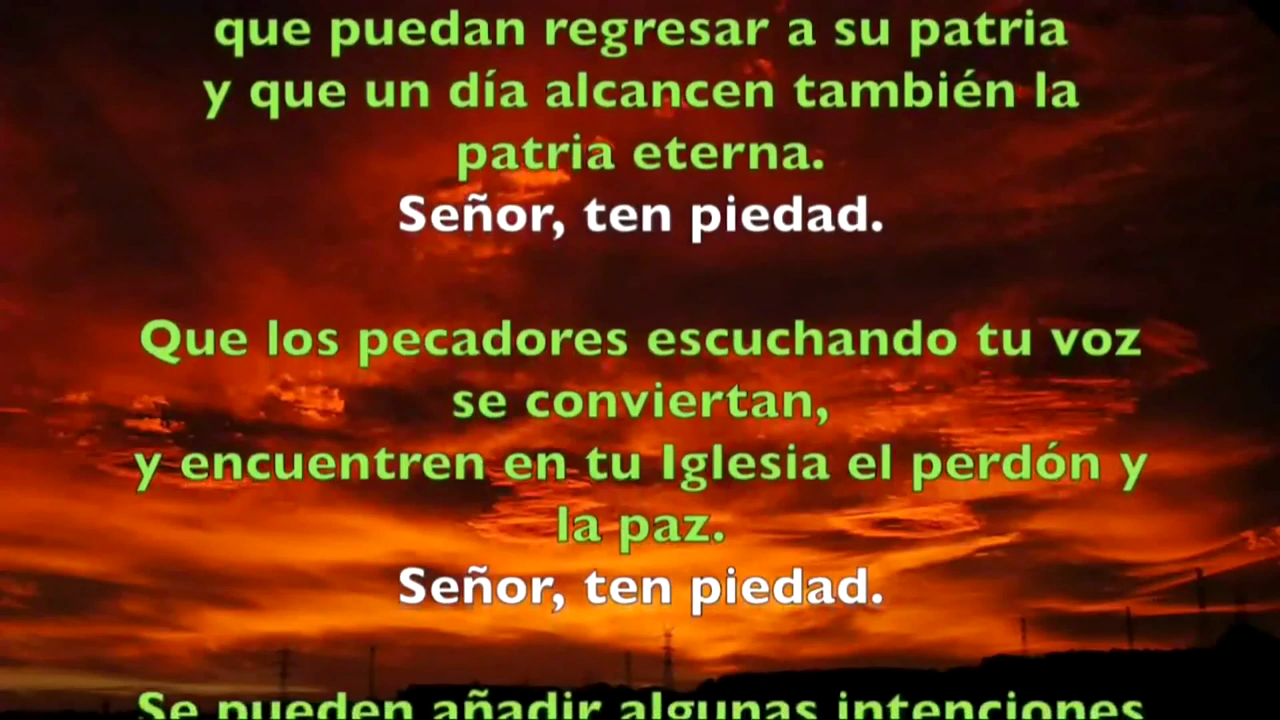 que puedan regresar a su patria
y que un día alcancen también la
patria eterna.
Señor, ten piedad.
Que los pecadores escuchando tu voz
se conviertan,
y encuentren en tu Iglesia el perdón y
la paz.
Señor, ten piedad.
Se pueden añadir algunas intenciones